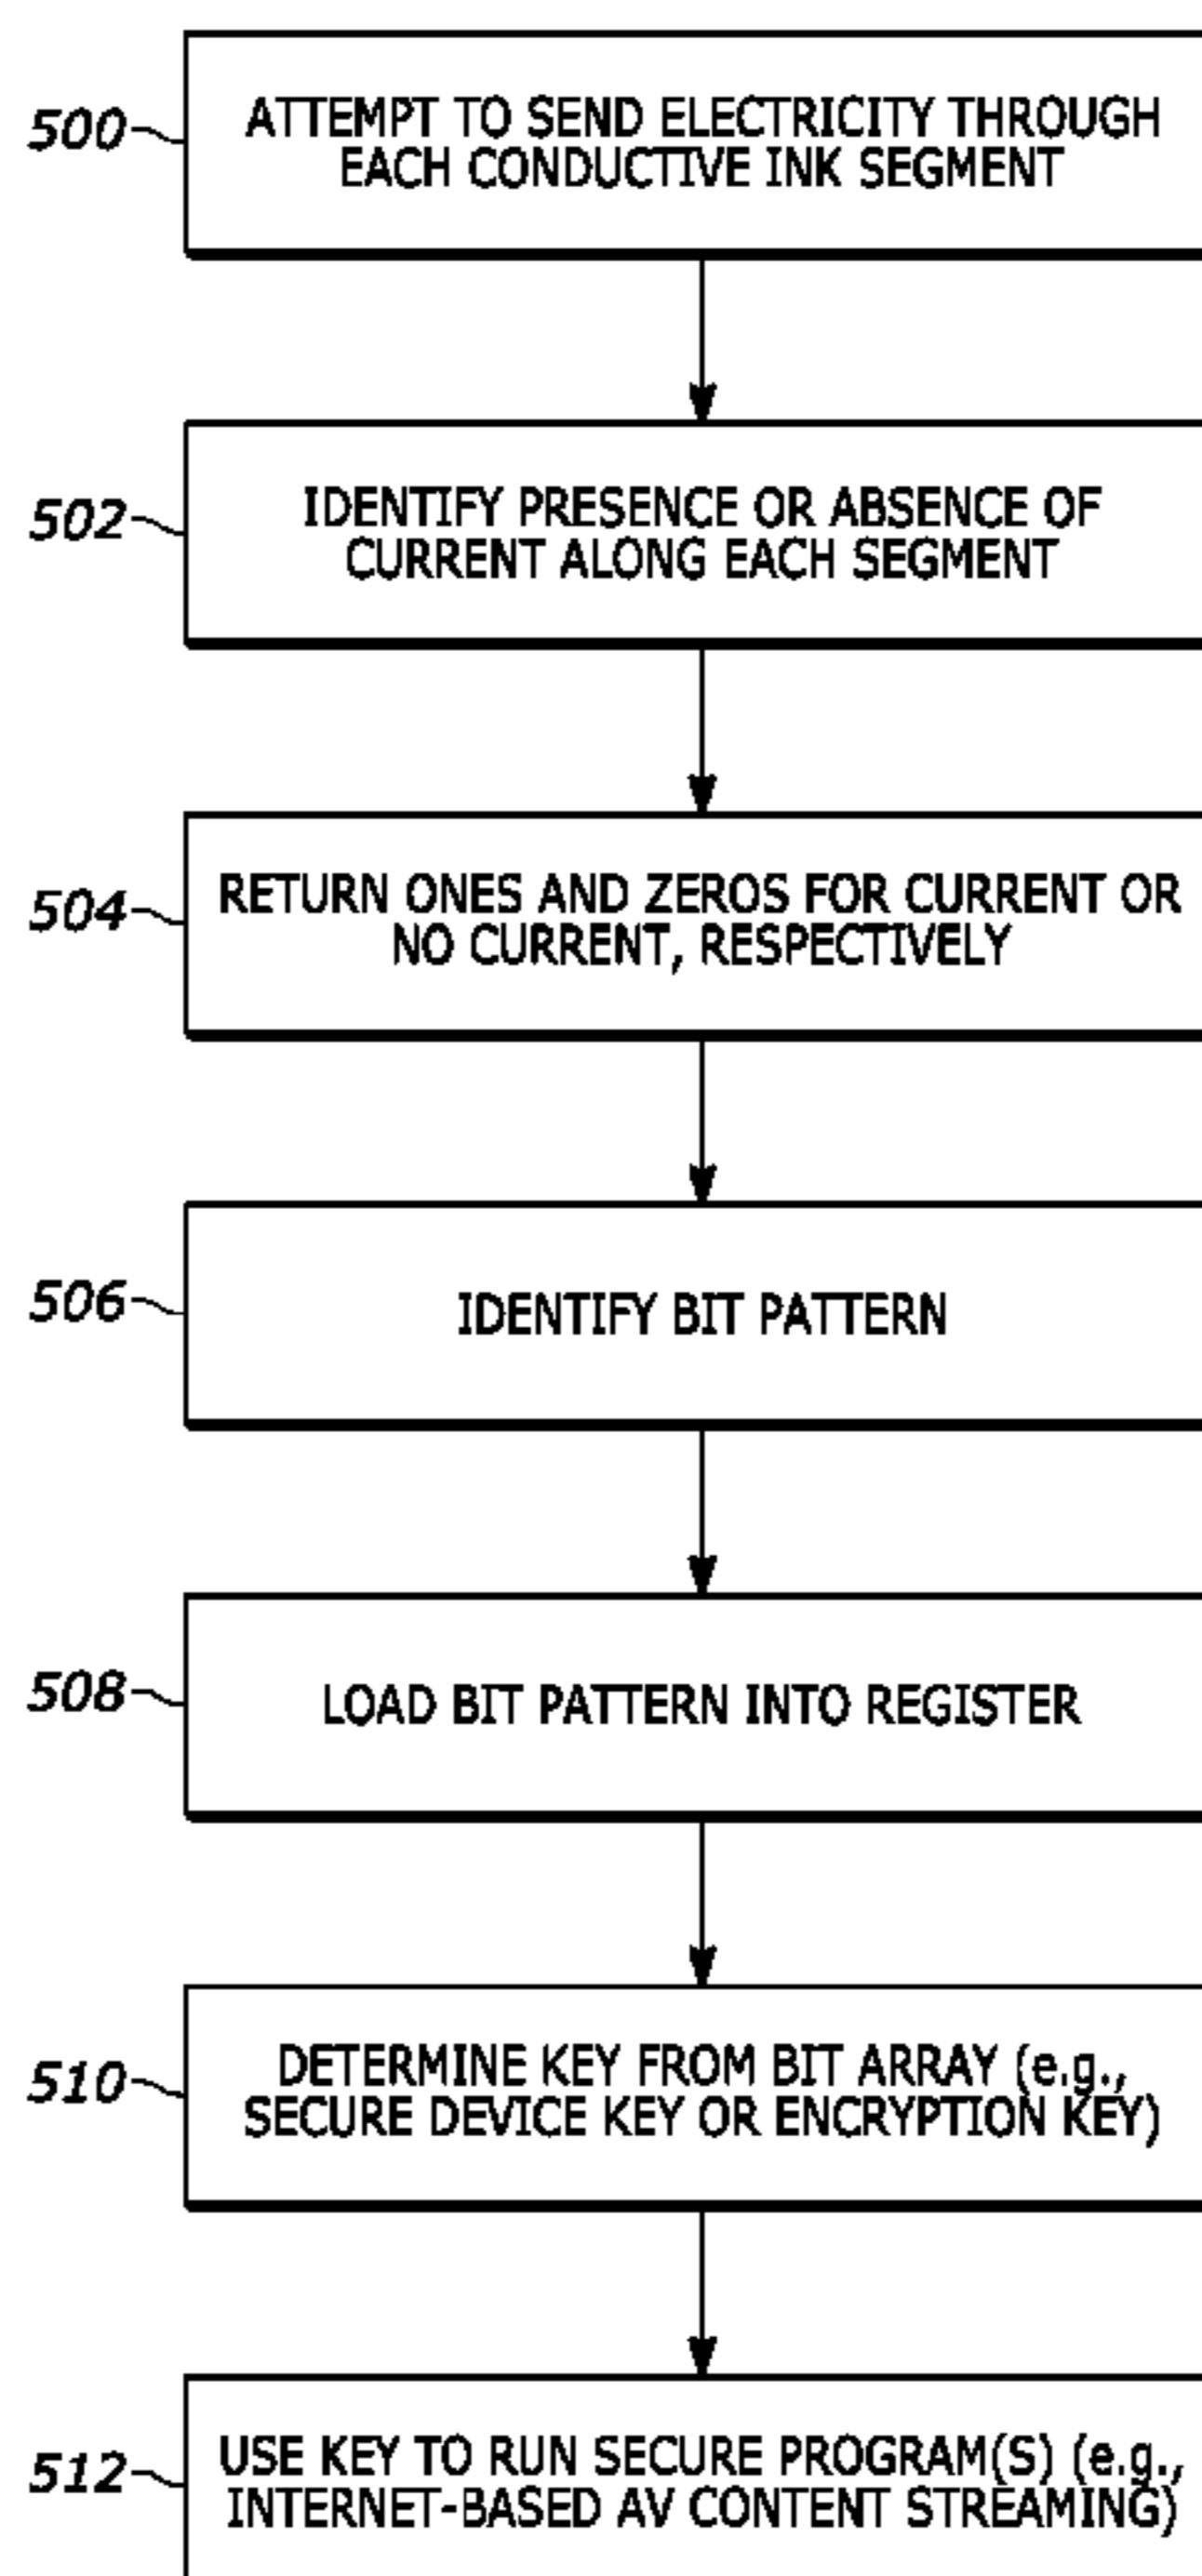 500
ATTEMPT TO SEND ELECTRICITY THROUGH
EACH CONDUCTIVE INK SEGMENT
502
IDENTIFY PRESENCE OR ABSENCE OF
CURRENT ALONG EACH SEGMENT
504
RETURN ONES AND ZEROS FOR CURRENT OR
NO CURRENT, RESPECTIVELY
506
IDENTIFY BIT PATTERN
508
LOAD BIT PATTERN INTO REGISTER
510
DETERMINE KEY FROM BIT ARRAY (e.g.,
SECURE DEVICE KEY OR ENCRYPTION KEY)
512
USE KEY TO RUN SECURE PROGRAM(S) (e.g.,
INTERNET-BASED AV CONTENT STREAMING)